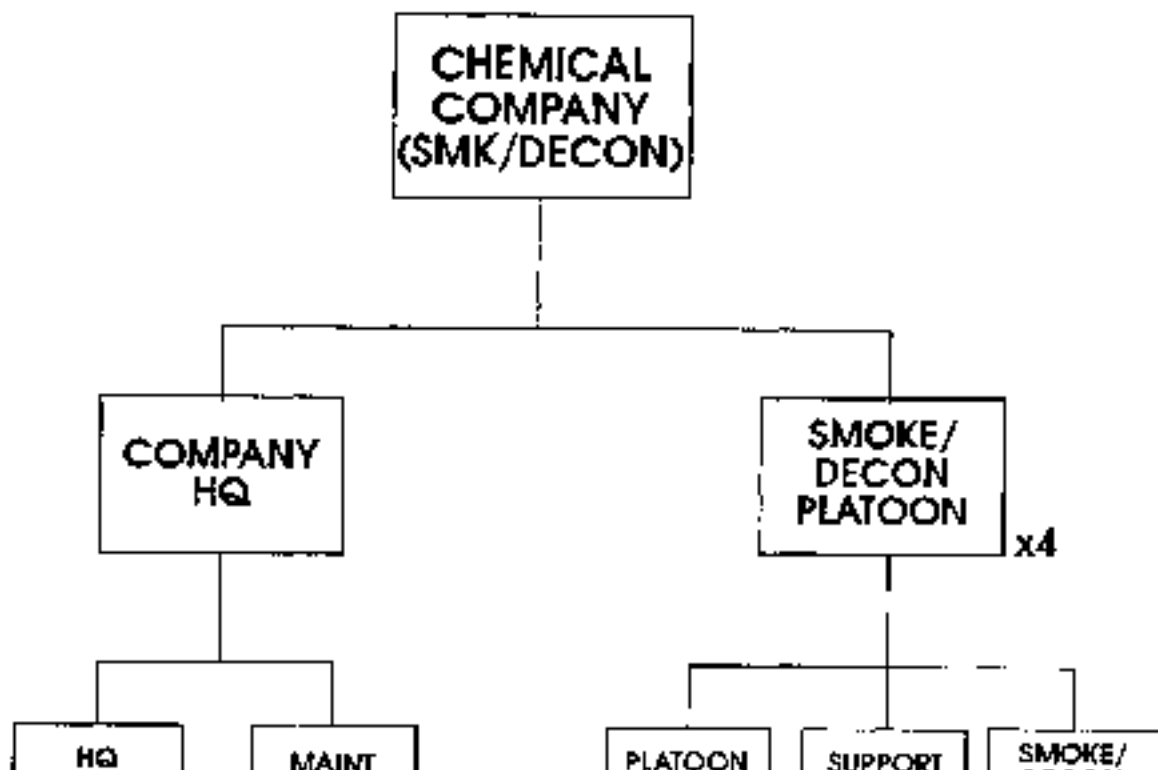 CHEMICAL
COMPANY
(SMK/DECON)
COMPANY
HQ
SMOKE/
DECON
PLATOON
x4
HQ
MAINT
PLATOON
SUPPORT
SMOKE/